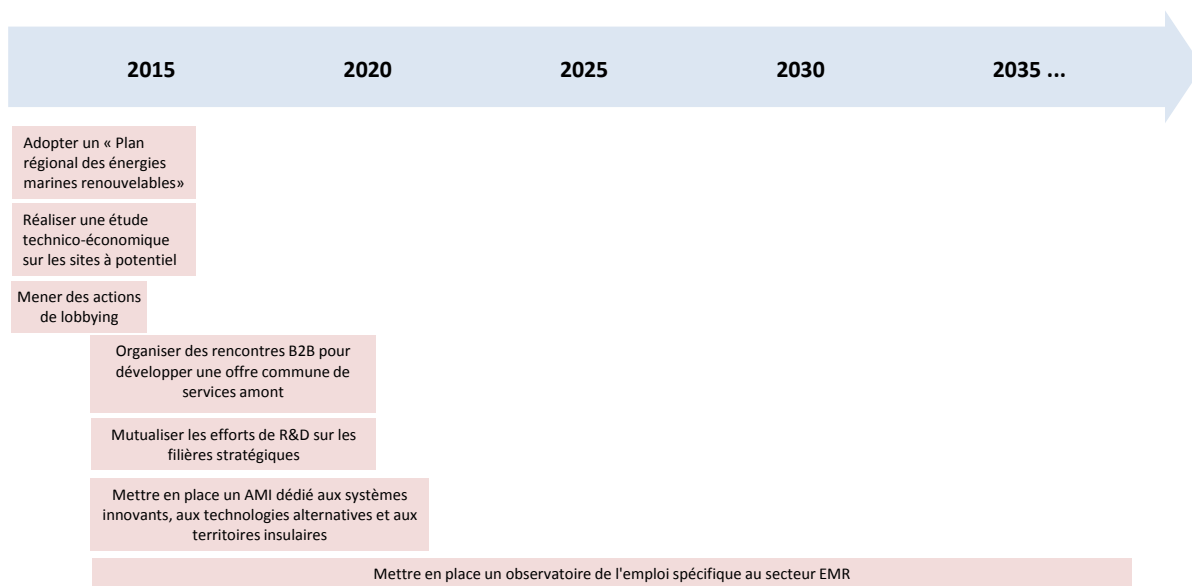 2015 2020 2025 2030 2035 ...
Adopter un « Plan
régional des énergies
marines renouvelables»
Réaliser une étude
technico-économique
sur les sites à potentiel
Mener des actions
de lobbying
Organiser des rencontres B2B pour
développer une offre commune de
services amont
Mutualiser les efforts de R&D sur les
filières stratégiques
Mettre en place un AMI dédié aux systèmes
innovants, aux technologies alternatives et aux
territoires insulaires
Mettre en place un observatoire de l'emploi spécifique au secteur EMR